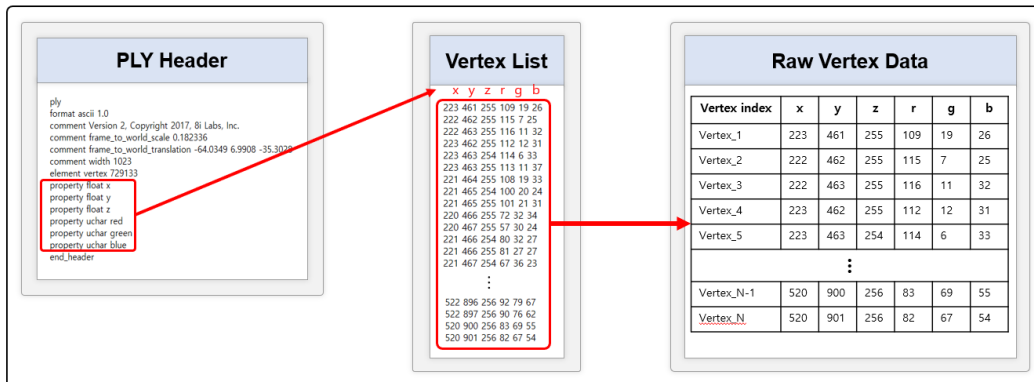 PLY Header
ply
format ascii 1.0
comment Version 2, Copyright 2017, 8i Labs, Inc.
comment frame_to_world_scale 0.182336
comment frame_to_world_translation -64.0349 6.9908 -35.3029
comment width 1023
element vertex 729133
property float x
property float y
property float z
property uchar red
property uchar green
property uchar blue
end_header
Vertex List
x y z r g b
223 461 255 109 19 26
222 462 255 115 7 25
222 463 255 116 11 32
223 462 255 112 12 31
223 463 254 114 6 33
223 463 255 113 11 37
221 464 255 108 19 33
221 465 254 100 20 24
221 465 255 101 21 31
220 466 255 72 32 34
220 467 255 57 30 24
221 466 254 80 32 27
221 466 255 81 27 27
221 467 254 67 36 23
⋮
522 896 256 92 79 67
522 897 256 90 76 62
520 900 256 83 69 55
520 901 256 82 67 54
Raw Vertex Data
Vertex index x y z r g b
Vertex_1 223 461 255 109 19 26
Vertex_2 222 462 255 115 7 25
Vertex_3 222 463 255 116 11 32
Vertex_4 223 462 255 112 12 31
Vertex_5 223 463 254 114 6 33
⋮
Vertex_N-1 520 900 256 83 69 55
Vertex_N 520 901 256 82 67 54